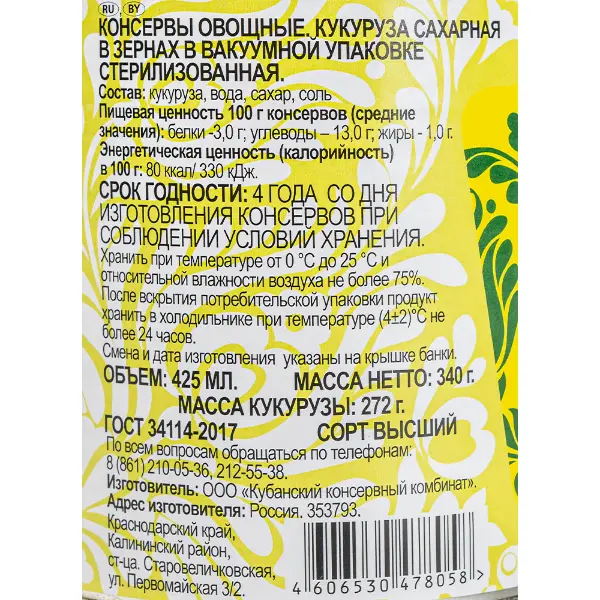 RU BY
КОНСЕРВЫ ОВОЩНЫЕ. КУКУРУЗА САХАРНАЯ
В ЗЕРНАХ В ВАКУУМНОЙ УПАКОВКЕ
СТЕРИЛИЗОВАННАЯ.
Состав: кукуруза, вода, сахар, соль
Пищевая ценность 100 г консервов (средние
значения): белки -3,0 г; углеводы – 13,0 г; жиры - 1,0 г.
Энергетическая ценность (калорийность)
в 100 г: 80 ккал/ 330 кДж.
СРОК ГОДНОСТИ: 4 ГОДА СО ДНЯ
ИЗГОТОВЛЕНИЯ КОНСЕРВОВ ПРИ
СОБЛЮДЕНИИ УСЛОВИЙ ХРАНЕНИЯ.
Хранить при температуре от 0 °С до 25 °С и
относительной влажности воздуха не более 75%.
После вскрытия потребительской упаковки продукт
хранить в холодильнике при температуре (4±2)°С не
более 24 часов.
Смена и дата изготовления указаны на крышке банки.
ОБЪЕМ: 425 МЛ. МАССА НЕТТО: 340 г.
МАССА КУКУРУЗЫ: 272 г.
ГОСТ 34114-2017 СОРТ ВЫСШИЙ
По всем вопросам обращаться по телефонам:
8 (861) 210-05-36, 212-55-38.
Изготовитель: ООО «Кубанский консервный комбинат».
Адрес изготовителя: Россия. 353793.
Краснодарский край,
Калининский район,
ст-ца. Старовеличковская,
ул. Первомайская 3/2.
4 606530 478058 >